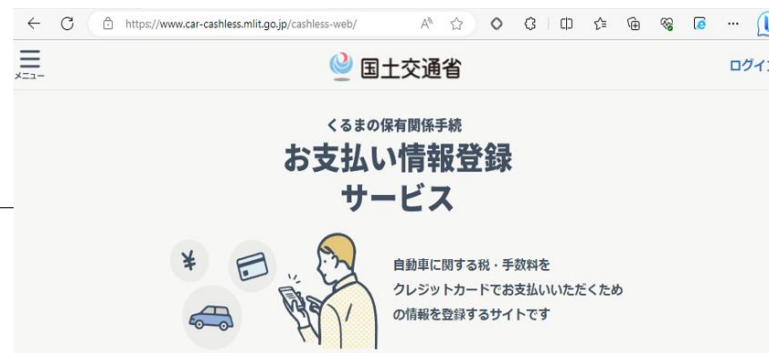 https://www.car-cashless.mlit.go.jp/cashless-web/
メニュー
国土交通省
ログイン
くるまの保有関係手続
お支払い情報登録
サービス
¥
自動車に関する税・手数料を
クレジットカードでお支払いいただくため
の情報を登録するサイトです